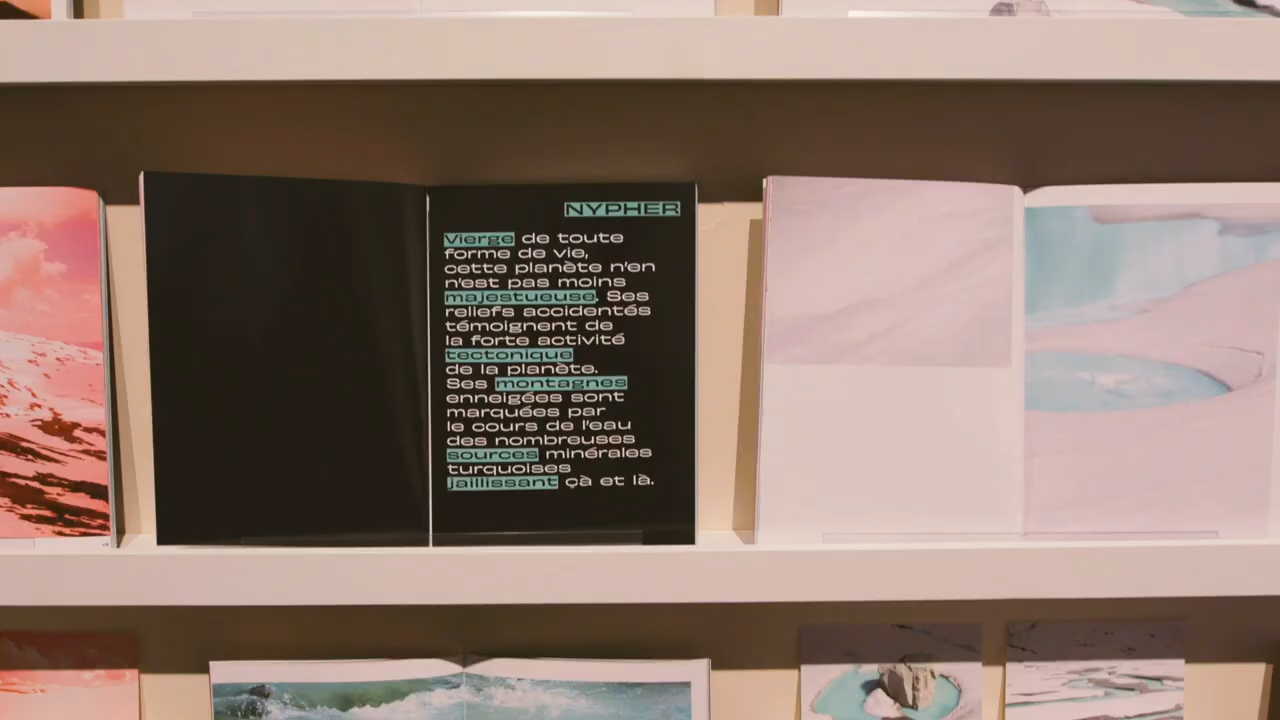 NYPHER
Vierge de toute
forme de vie,
cette planète n'en
n'est pas moins
majestueuse. Ses
reliefs accidentés
témoignent de
la forte activité
tectonique
de la planète.
Ses montagnes
enneigées sont
marquées par
le cours de l'eau
des nombreuses
sources minérales
turquoises
jaillissant çà et là.